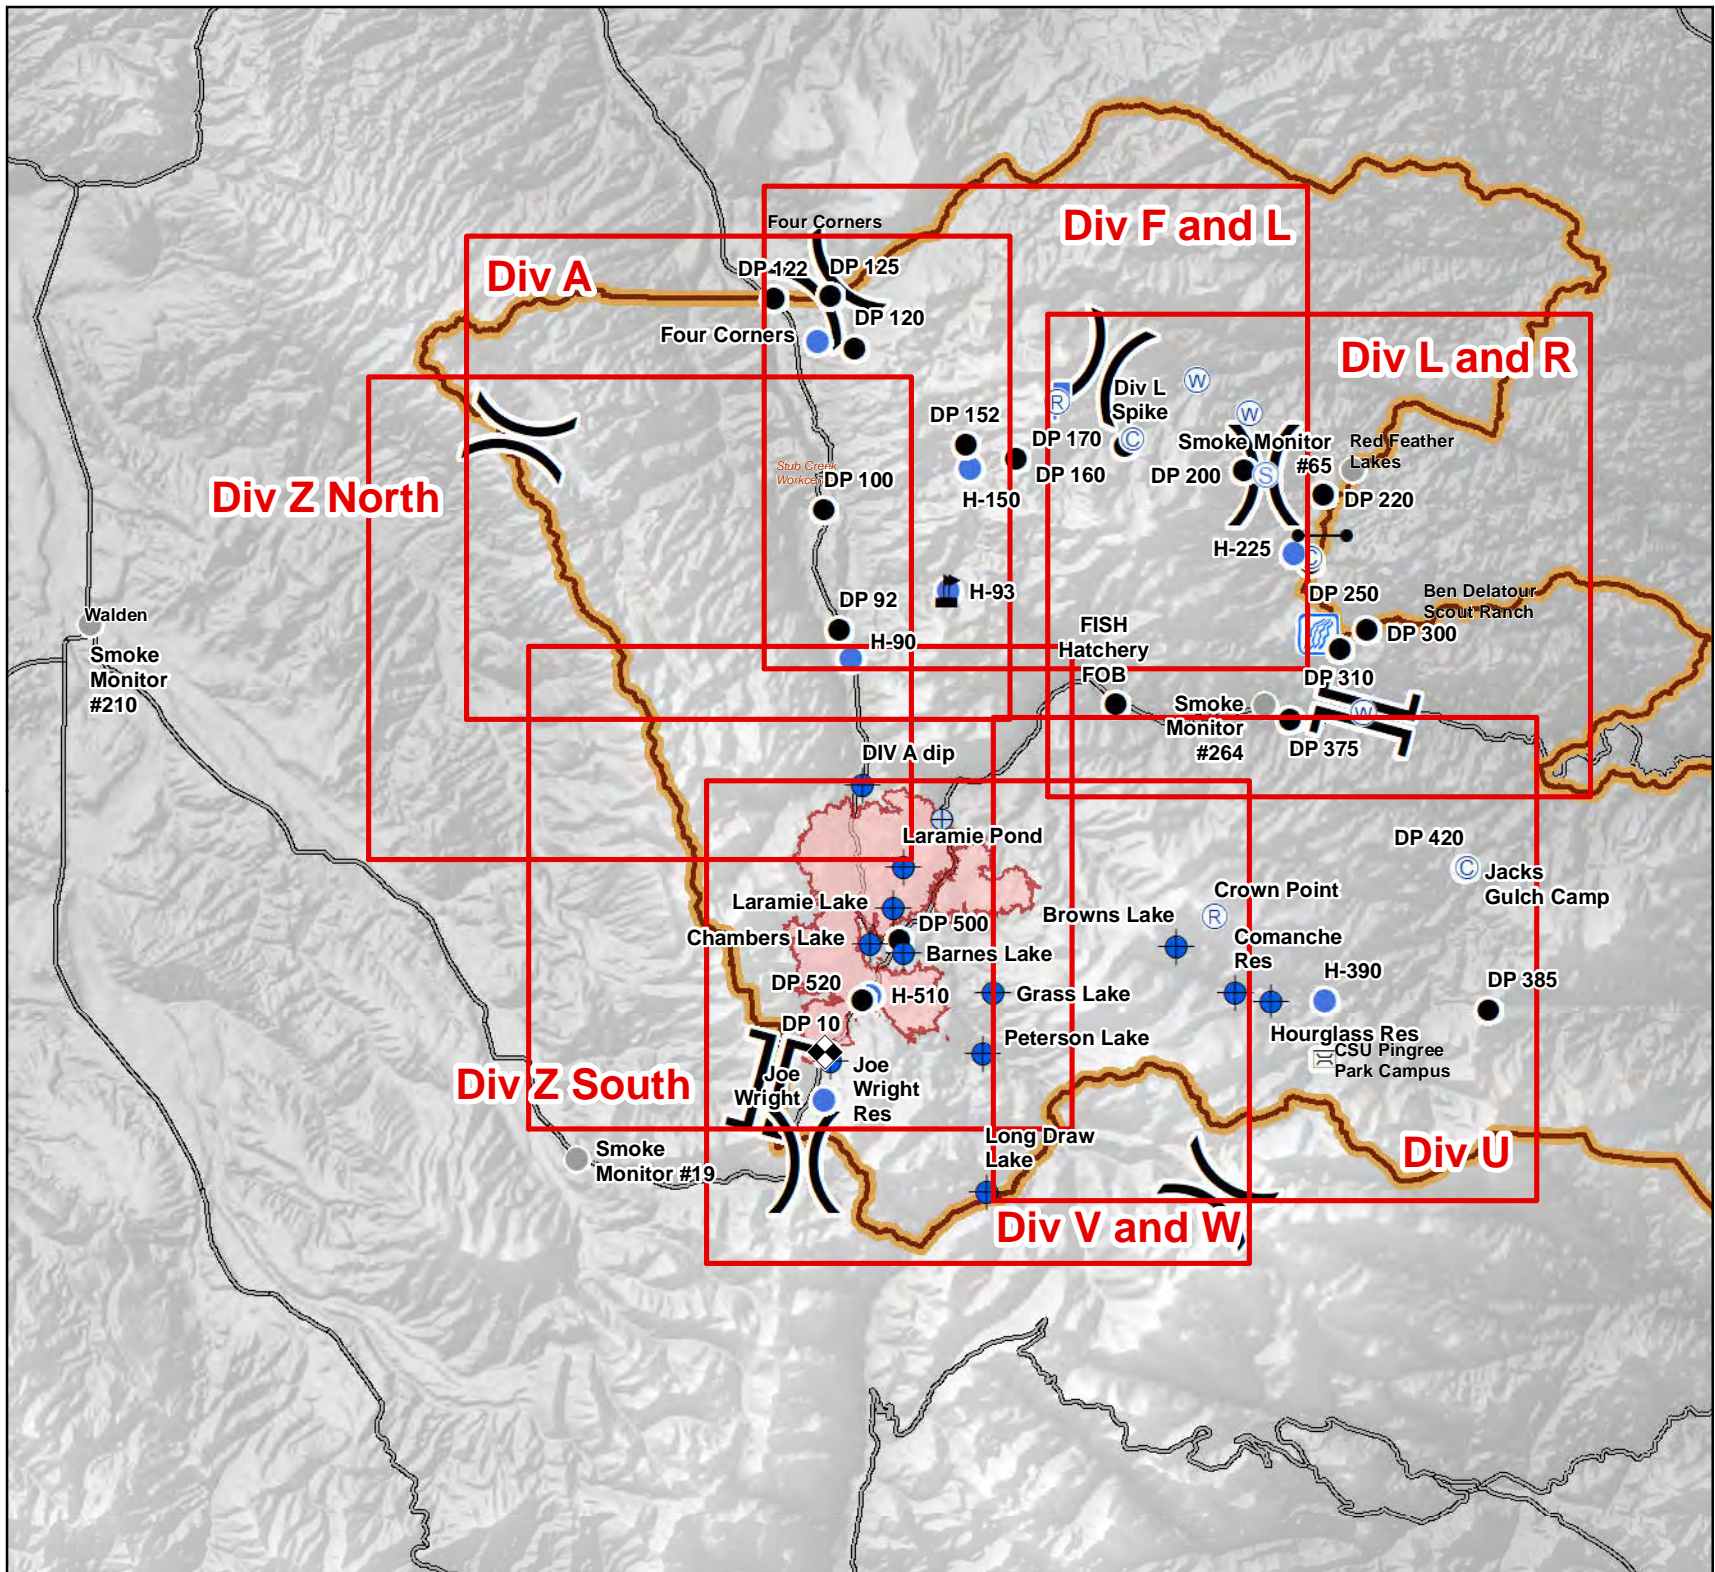 Four Corners
Div F and L
Div A
DP 122
DP 125
DP 120
Four Corners
Div L and R
Div L
Spike
W
W
R
C
DP 152
DP 170
DP 160
H-150
Smoke Monitor
#65
Red Feather
Lakes
DP 200
S
DP 220
Stub Creek
DP 100
Div Z North
H-225
C
H-93
DP 92
H-90
DP 250
Ben Delatour
Scout Ranch
DP 300
DP 310
FISH
Hatchery
FOB
Walden
Smoke
Monitor
#210
Smoke
Monitor
#264
W
DP 375
DIV A dip
Laramie Pond
DP 420
C
Jacks
Gulch Camp
Laramie Lake
Crown Point
R
Browns Lake
DP 500
Chambers Lake
Barnes Lake
Comanche
Res
H-390
DP 385
DP 520
H-510
Grass Lake
DP 10
Hourglass Res
Peterson Lake
CSU Pingree
Park Campus
Joe
Wright
Joe
Wright
Res
Div Z South
Long Draw
Lake
Smoke
Monitor #19
Div U
Div V and W